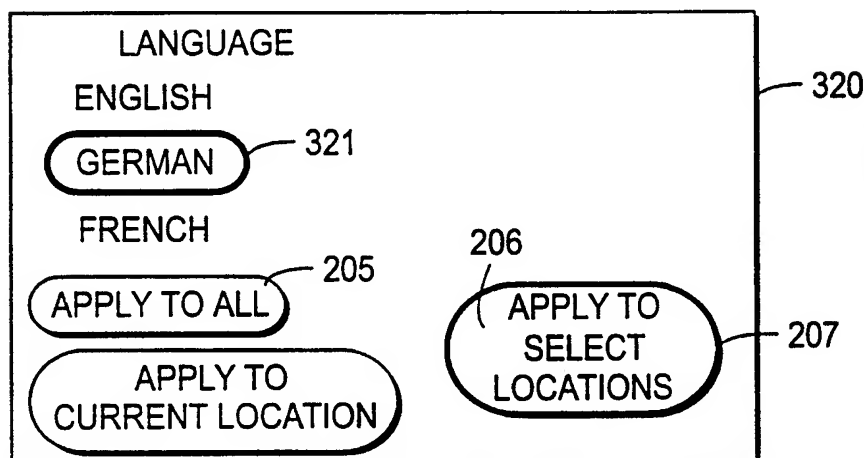 LANGUAGE
ENGLISH
320
GERMAN
321
FRENCH
205
206
APPLY TO ALL
APPLY TO
SELECT
LOCATIONS
207
APPLY TO
CURRENT LOCATION